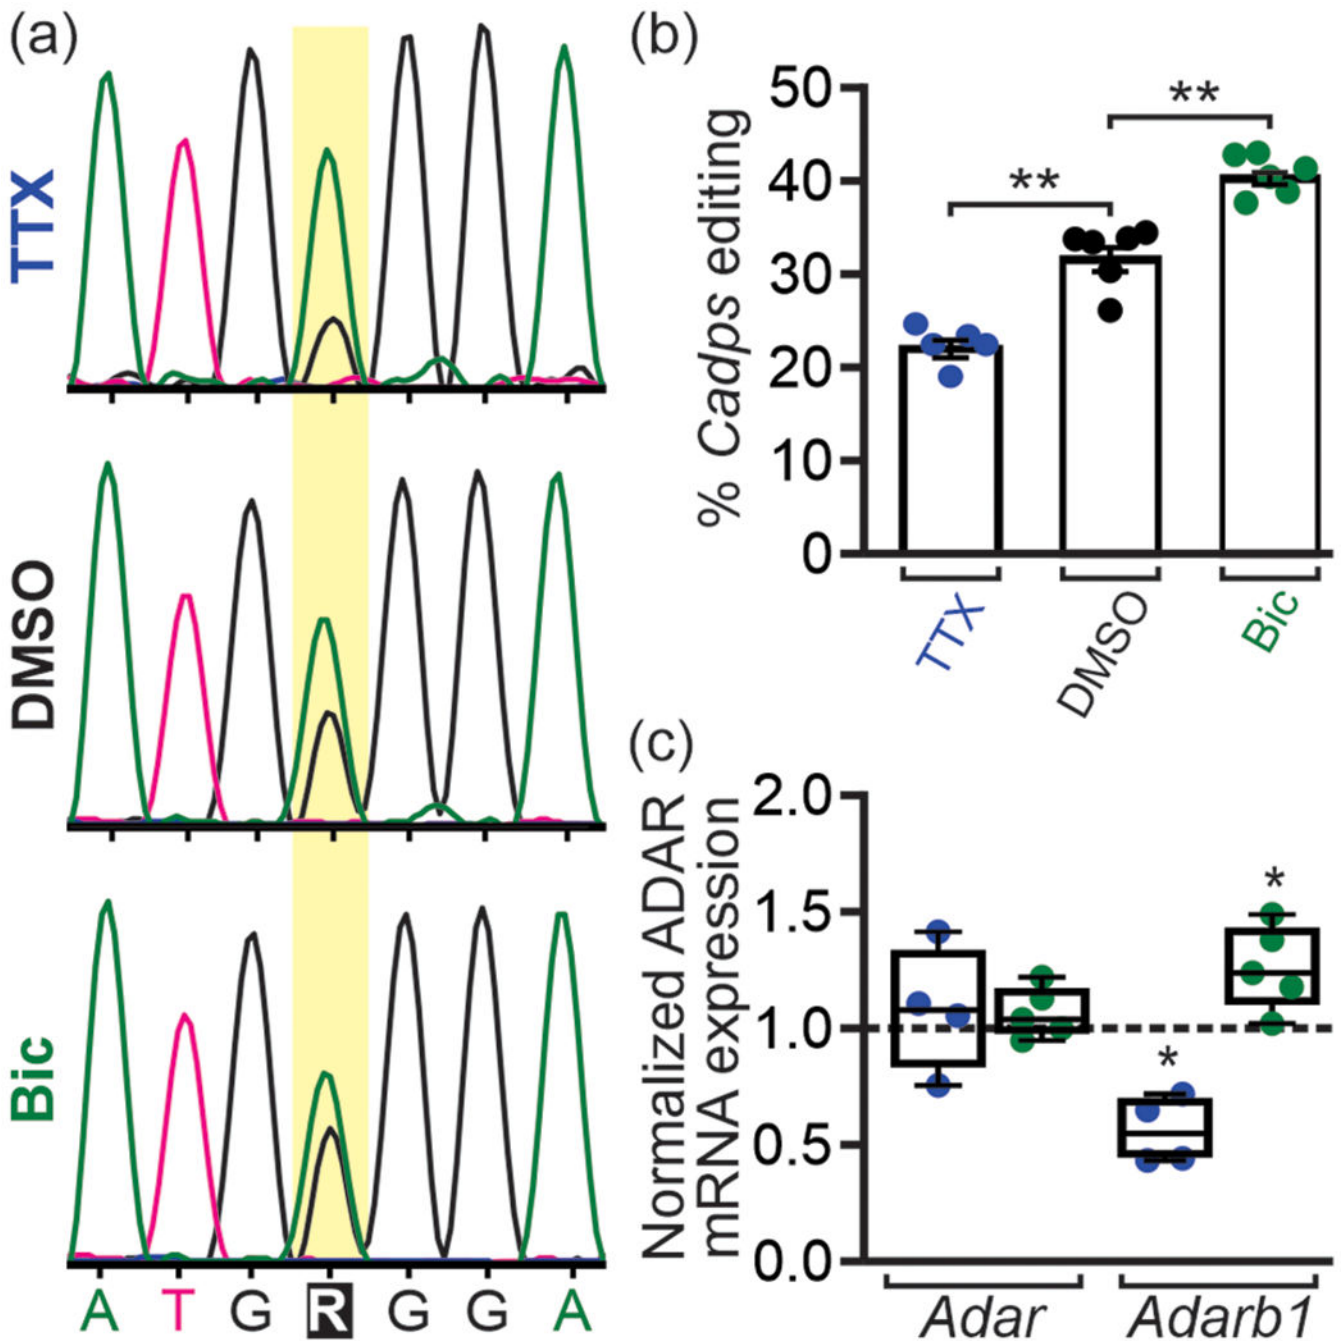 (a)
TTX
DMSO
Bic
A T G R G G A
(b)
% Cadps editing
50
40
30
20
10
0
**
**
TTX
DMSO
Bic
(c)
Normalized ADAR
mRNA expression
2.0
1.5
1.0
0.5
0.0
*
*
Adar
Adarb1